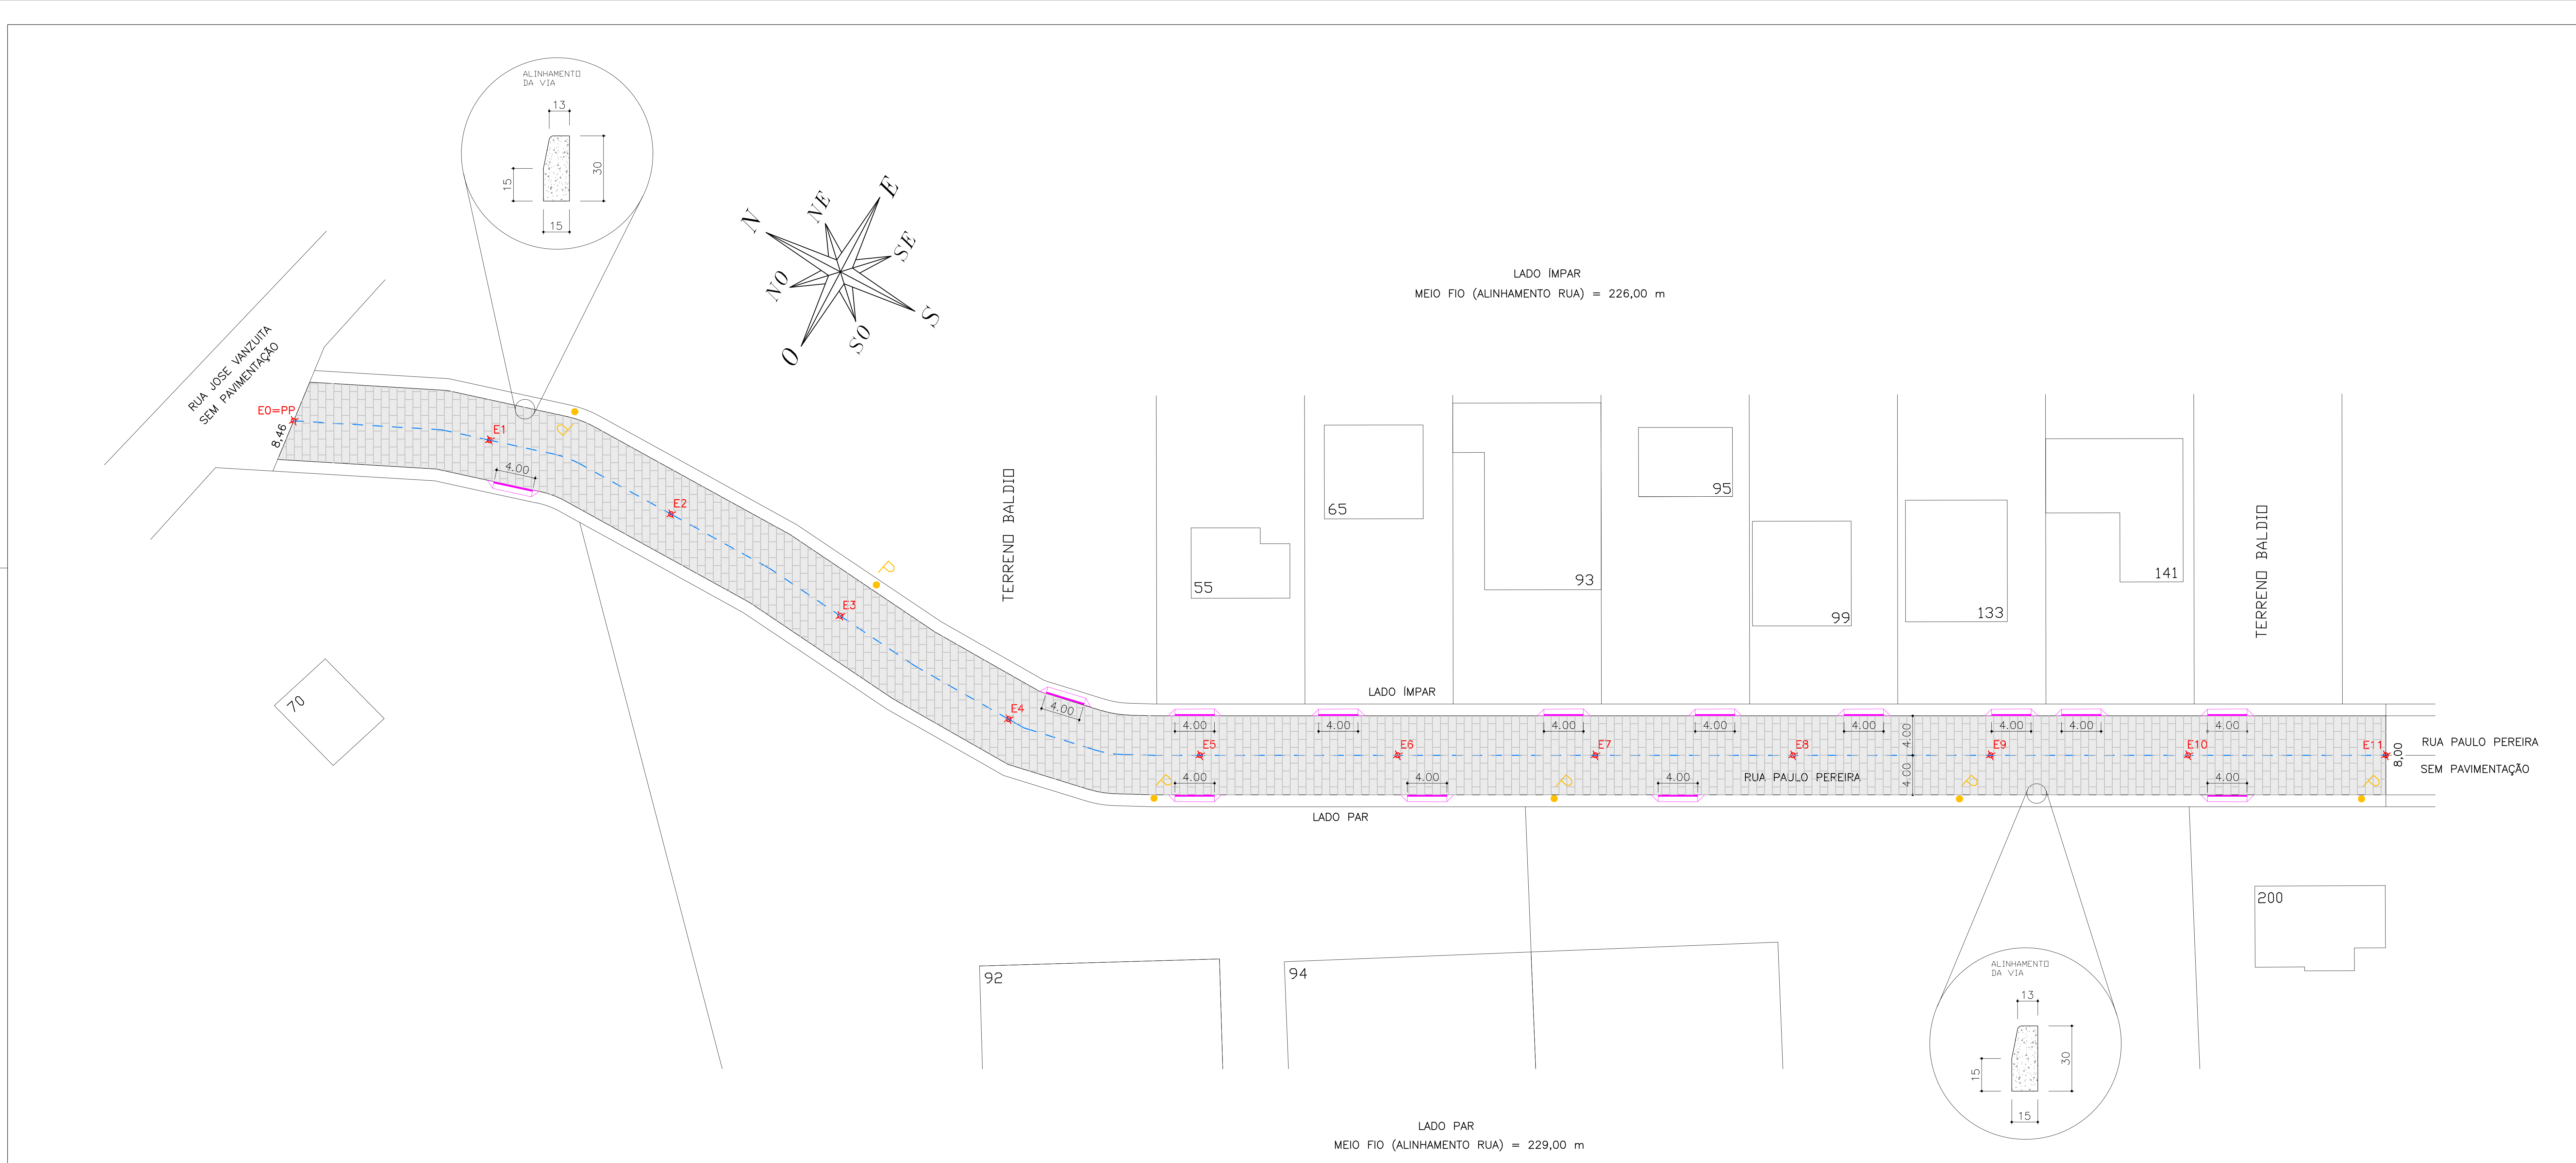 ALINHAMENTO
DA VIA
13
30
15
15
N
NE
E
NO
SE
O
SO
S
LADO ÍMPAR
MEIO FIO (ALINHAMENTO RUA) = 226,00 m
RUA JOSE VANZUITA
SEM PAVIMENTAÇÃO
E0=PP
8,46
E1
P
4.00
E2
P
E3
TERRENO BALDIO
E4
4.00
55
65
93
95
99
133
141
TERRENO BALDIO
LADO ÍMPAR
4.00
4.00
4.00
4.00
4.00
4.00
4.00
4.00
4.00
4.00
E5
E6
E7
E8
E9
E10
E11
8,00
RUA PAULO PEREIRA
SEM PAVIMENTAÇÃO
P
4.00
4.00
P
4.00
RUA PAULO PEREIRA
P
4.00
P
LADO PAR
70
92
94
200
ALINHAMENTO
DA VIA
13
30
15
15
LADO PAR
MEIO FIO (ALINHAMENTO RUA) = 229,00 m